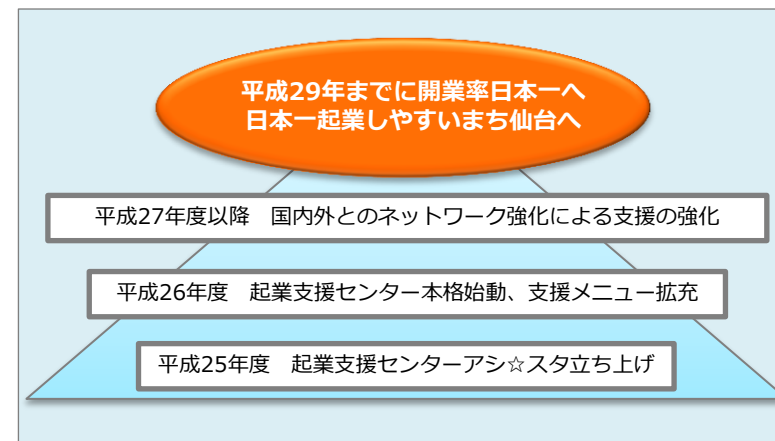 平成29年までに開業率日本一へ
日本一起業しやすいまち仙台へ
平成27年度以降　国内外とのネットワーク強化による支援の強化
平成26年度　起業支援センター本格始動、支援メニュー拡充
平成25年度　起業支援センターアシ☆スタ立ち上げ